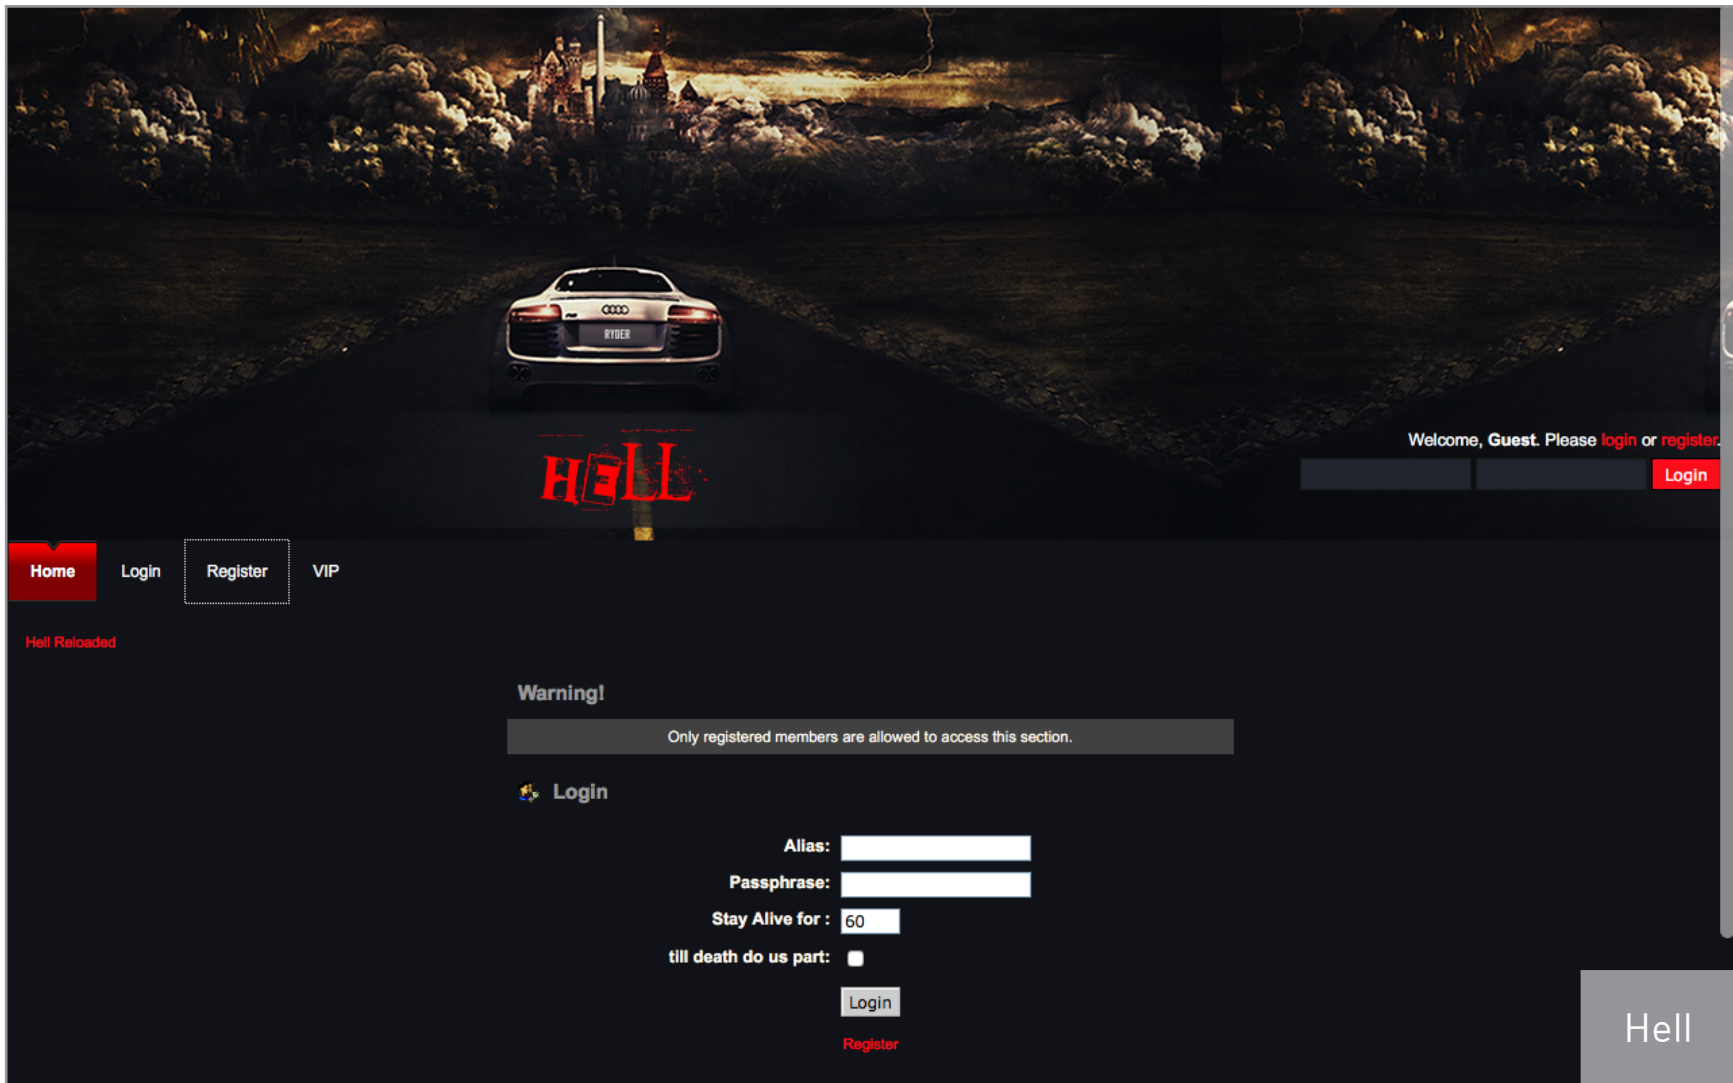 RYDER
HELL
Welcome, Guest. Please login or register.
Login
Home Login Register VIP
Hell Reloaded
Warning!
Only registered members are allowed to access this section.
Login
Alias:
Passphrase:
Stay Alive for : 60
till death do us part:
Login
Register
Hell